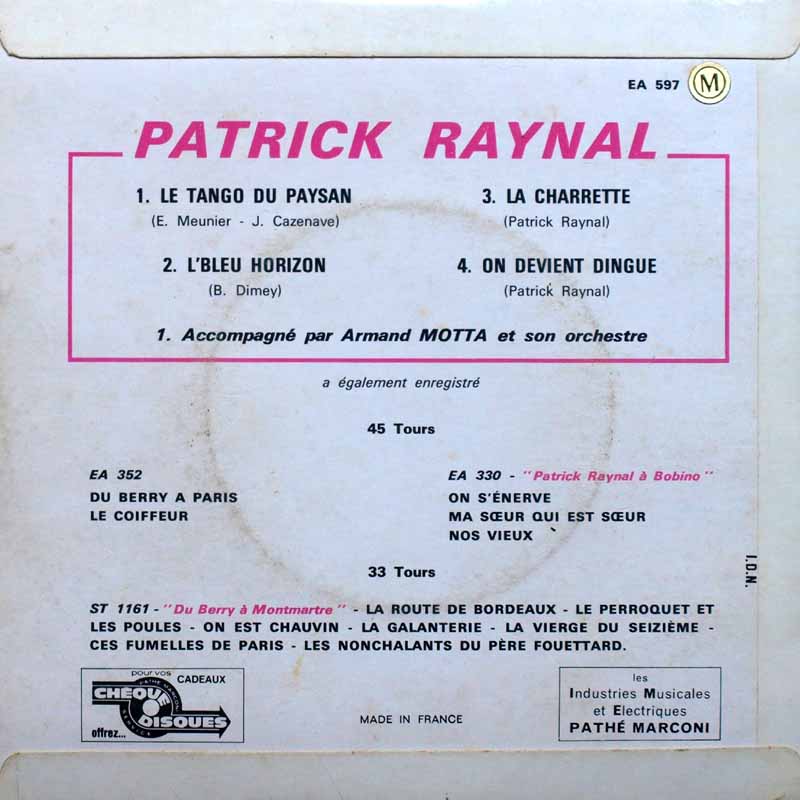 EA 597 M
PATRICK RAYNAL
1. LE TANGO DU PAYSAN
(E. Meunier - J. Cazenave)
2. L'BLEU HORIZON
(B. Dimey)
3. LA CHARRETTE
(Patrick Raynal)
4. ON DEVIENT DINGUE
(Patrick Raynal)
1. Accompagné par Armand MOTTA et son orchestre
a également enregistré
45 Tours
EA 352
DU BERRY A PARIS
LE COIFFEUR
EA 330 - "Patrick Raynal à Bobino"
ON S'ÉNERVE
MA SŒUR QUI EST SŒUR
NOS VIEUX
33 Tours
ST 1161 - "Du Berry à Montmartre" - LA ROUTE DE BORDEAUX - LE PERROQUET ET
LES POULES - ON EST CHAUVIN - LA GALANTERIE - LA VIERGE DU SEIZIÈME -
CES FUMELLES DE PARIS - LES NONCHALANTS DU PÈRE FOUETTARD.
I.D.N.
pour vos CADEAUX
PATHÉ MARCONI
CHÈQUE
DISQUES
SERVICE
offrez...
MADE IN FRANCE
les
Industries Musicales
et Electriques
PATHÉ MARCONI